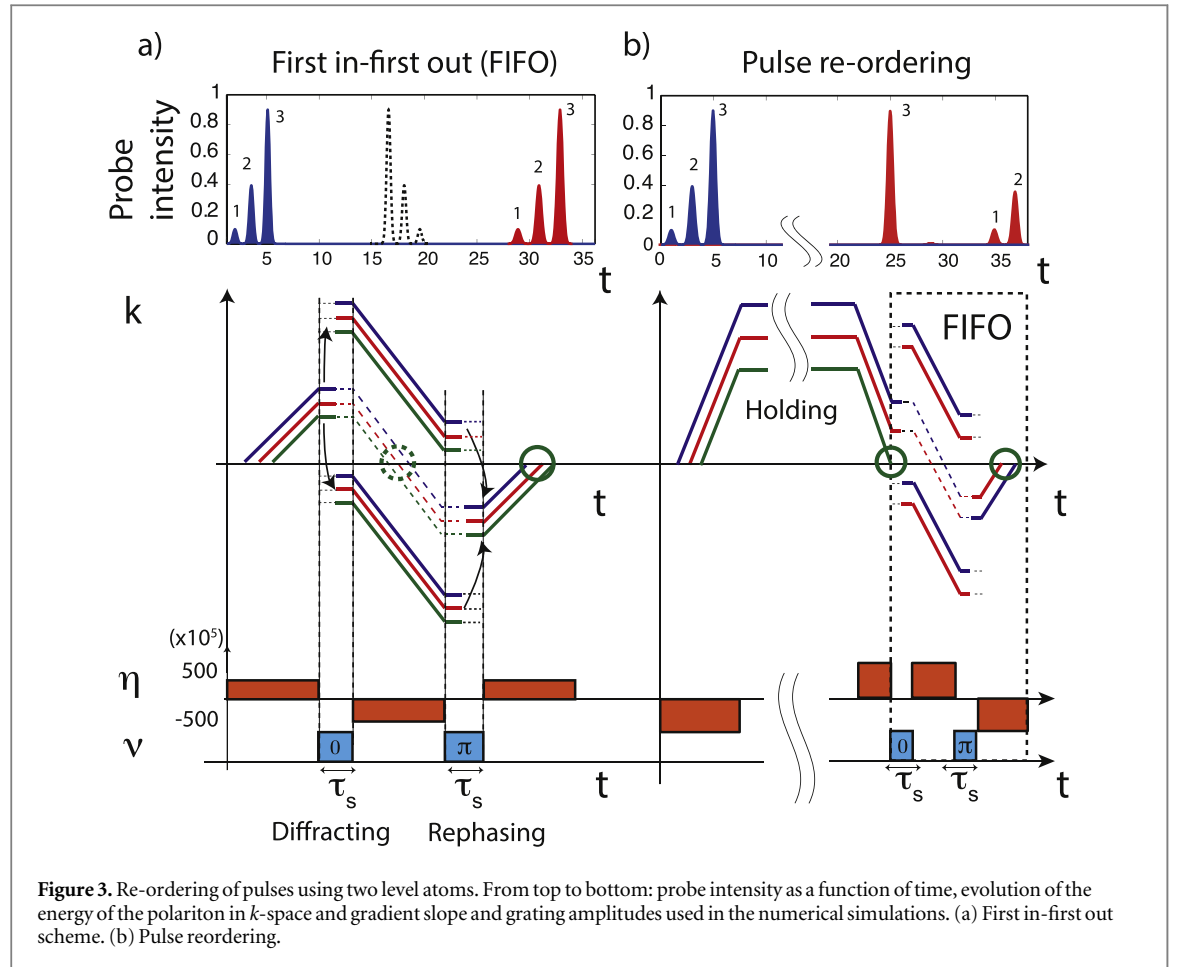 a)
First in-first out (FIFO)
b)
Pulse re-ordering
Probe
intensity
1
0.8
0.6
0.4
0.2
0
1
2
3
1
2
3
5
10
15
20
25
30
35
t
1
0.8
0.6
0.4
0.2
0
1
2
3
3
1
2
0
5
10
20
25
30
35
t
k
t
Holding
FIFO
t
(x10⁵)
500
η
-500
ν
0
π
τs
τs
t
Diffracting
Rephasing
0
π
τs
τs
t
Figure 3. Re-ordering of pulses using two level atoms. From top to bottom: probe intensity as a function of time, evolution of the
energy of the polariton in k-space and gradient slope and grating amplitudes used in the numerical simulations. (a) First in-first out
scheme. (b) Pulse reordering.